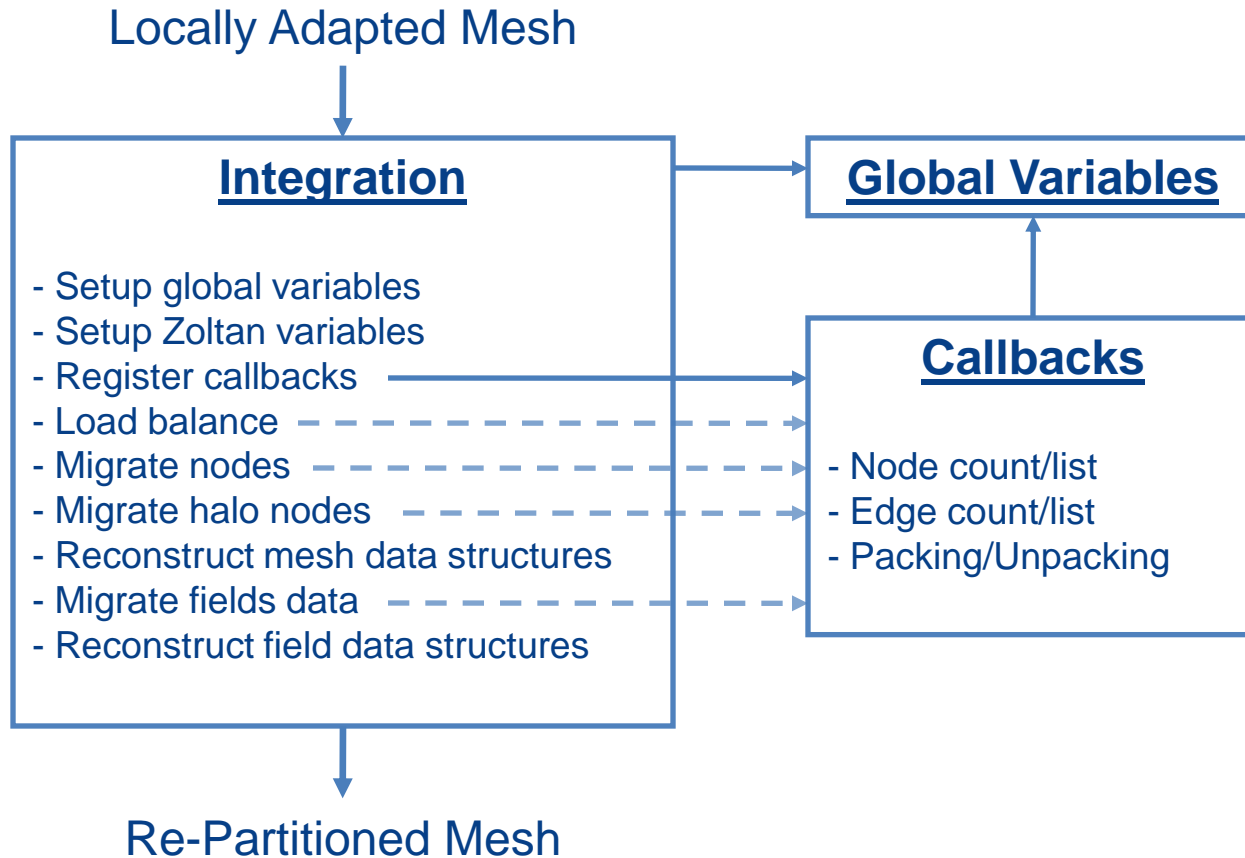 Locally Adapted Mesh
Integration
- Setup global variables
- Setup Zoltan variables
- Register callbacks
- Load balance
- Migrate nodes
- Migrate halo nodes
- Reconstruct mesh data structures
- Migrate fields data
- Reconstruct field data structures
Global Variables
Callbacks
- Node count/list
- Edge count/list
- Packing/Unpacking
Re-Partitioned Mesh